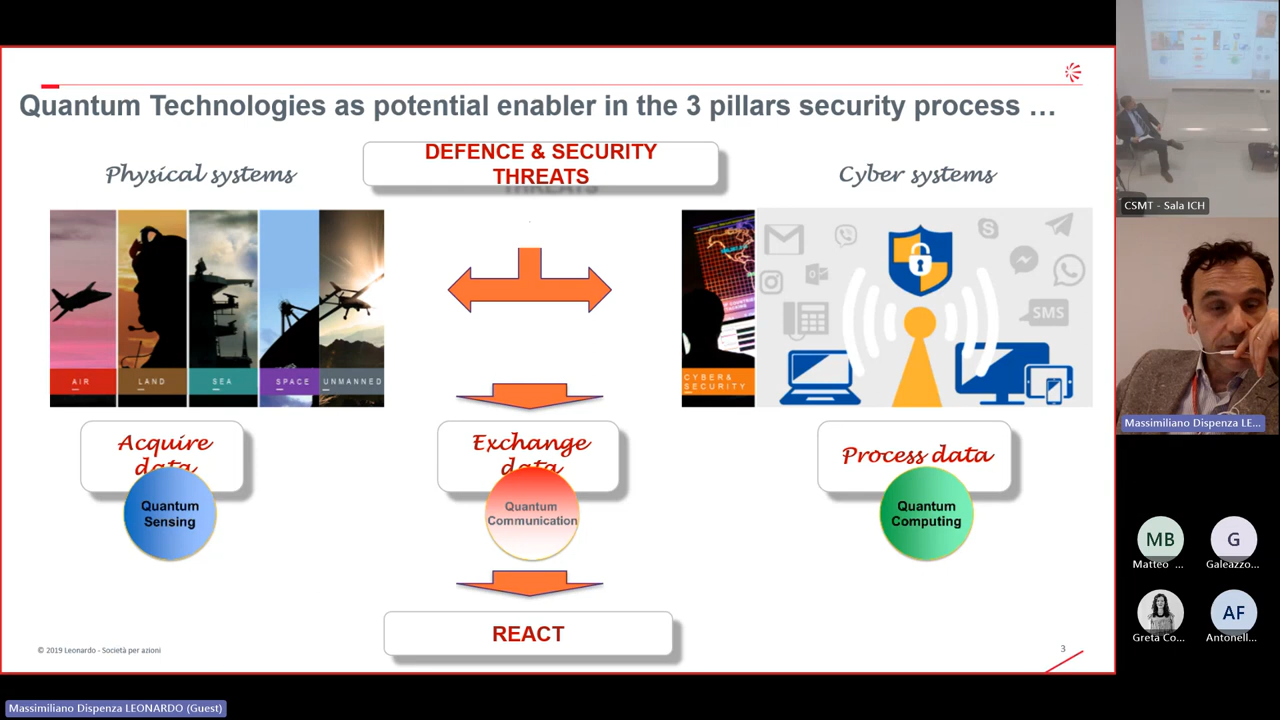 Quantum Technologies as potential enabler in the 3 pillars security process …
DEFENCE & SECURITY
THREATS
Physical systems
Cyber systems
AIR
LAND
SEA
SPACE
UNMANNED
CYBER &
SECURITY
SMS
Acquire
data
Exchange
data
Process data
Quantum
Sensing
Quantum
Communication
Quantum
Computing
REACT
© 2019 Leonardo - Società per azioni
3
CSMT - Sala ICH
Massimiliano Dispenza LE...
MB
Matteo ...
G
Galeazzo...
Greta Co...
AF
Antonell...
Massimiliano Dispenza LEONARDO (Guest)